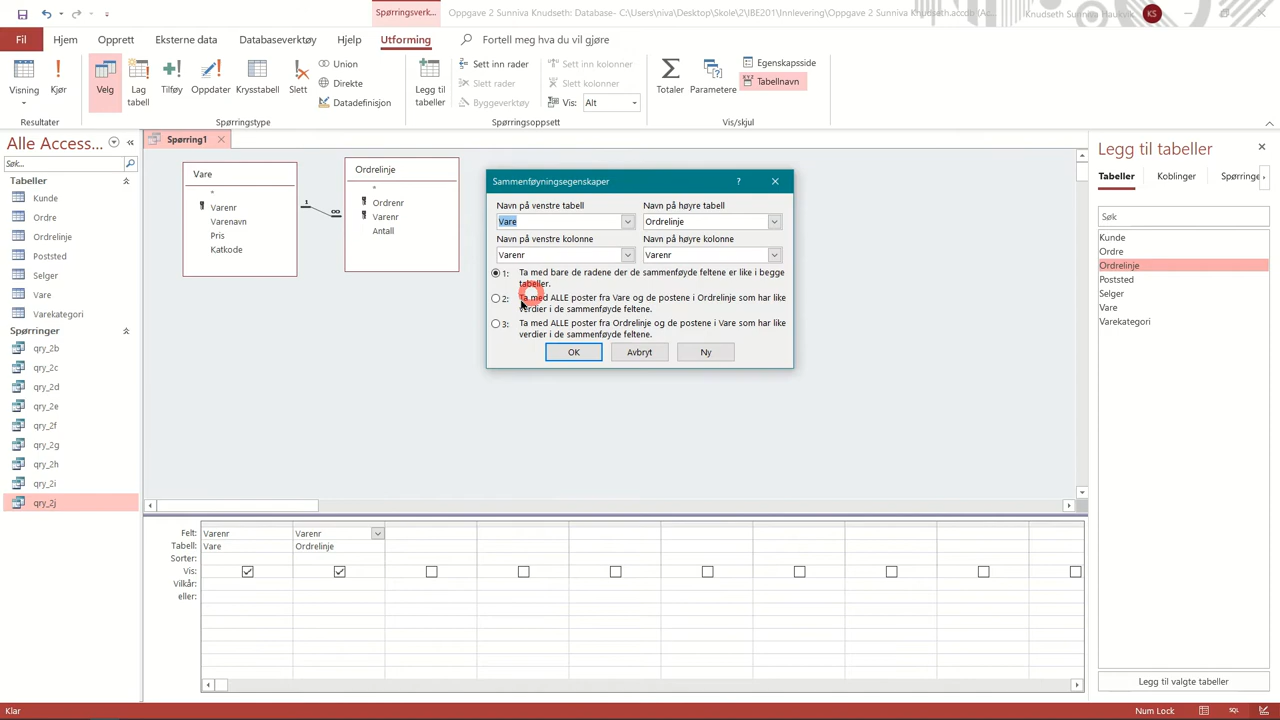 Spørringsverk...
Oppgave 2 Sunniva Knudseth: Database- C:\Users\niva\Desktop\Skole\2\IBE201\Innlevering\Oppgave 2 Sunniva Knudseth.accdb (Ac...
Knudseth Sunniva Haukvik
KS
Fil
Hjem
Opprett
Eksterne data
Databaseverktøy
Hjelp
Utforming
Fortell meg hva du vil gjøre
Visning
Kjør
Velg
Lag tabell
Tilføy
Oppdater
Krysstabell
Slett
Union
Direkte
Datadefinisjon
Legg til tabeller
Sett inn rader
Slett rader
Byggeverktøy
Sett inn kolonner
Slett kolonner
Vis:
Alt
Totaler
Parametere
Egenskapsside
Tabellnavn
Resultater
Spørringstype
Spørringsoppsett
Vis/skjul
Alle Access...
Søk...
Tabeller
Kunde
Ordre
Ordrelinje
Poststed
Selger
Vare
Varekategori
Spørringer
qry_2b
qry_2c
qry_2d
qry_2e
qry_2f
qry_2g
qry_2h
qry_2i
qry_2j
Spørring1
Vare
*
Varenr
Varenavn
Pris
Katkode
1
∞
Ordrelinje
*
Ordrenr
Varenr
Antall
Sammenføyningsegenskaper
?
Navn på venstre tabell
Navn på høyre tabell
Vare
Ordrelinje
Navn på venstre kolonne
Navn på høyre kolonne
Varenr
Varenr
1: Ta med bare de radene der de sammenføyde feltene er like i begge
tabeller.
2: Ta med ALLE poster fra Vare og de postene i Ordrelinje som har like
verdier i de sammenføyde feltene.
3: Ta med ALLE poster fra Ordrelinje og de postene i Vare som har like
verdier i de sammenføyde feltene.
OK
Avbryt
Ny
Felt:
Varenr
Varenr
Tabell:
Vare
Ordrelinje
Sorter:
Vis:
Vilkår:
eller:
Legg til tabeller
Tabeller
Koblinger
Spørringe
Søk
Kunde
Ordre
Ordrelinje
Poststed
Selger
Vare
Varekategori
Legg til valgte tabeller
Klar
Num Lock
SQL